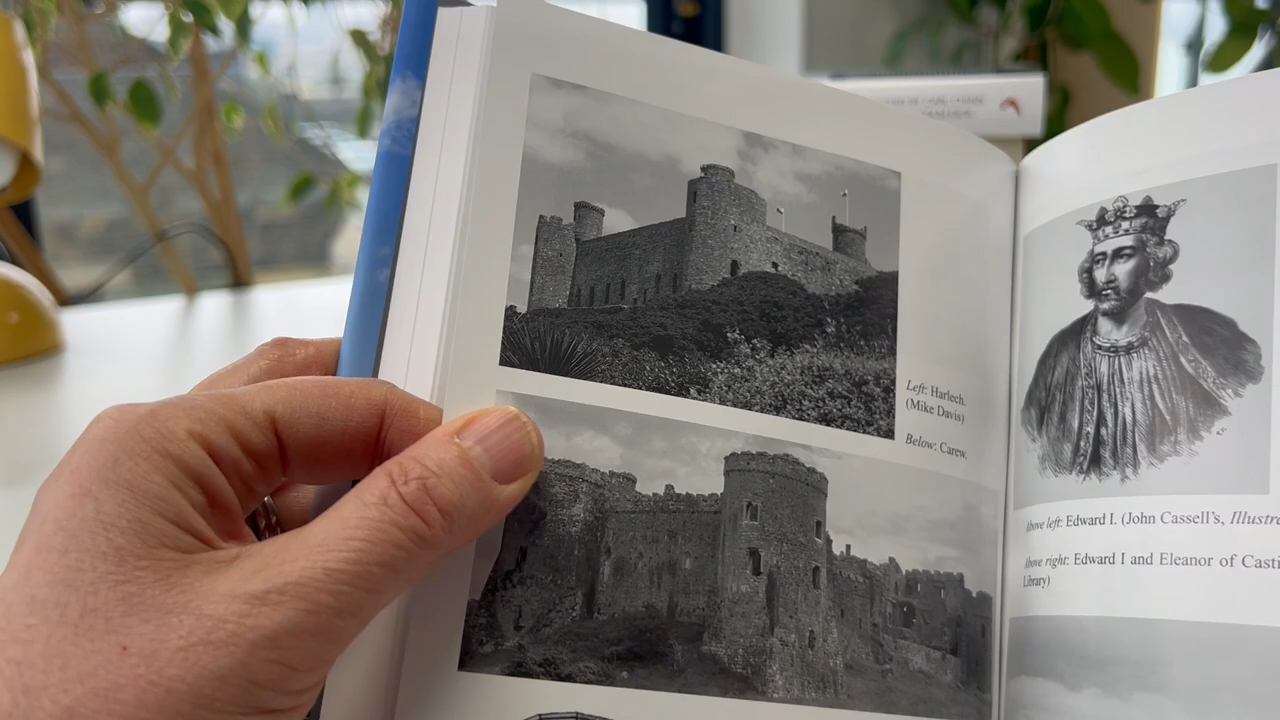 Left: Harlech.
(Mike Davis)
Below: Carew.
Above left: Edward I. (John Cassell's, Illustr
Above right: Edward I and Eleanor of Casti
Library)